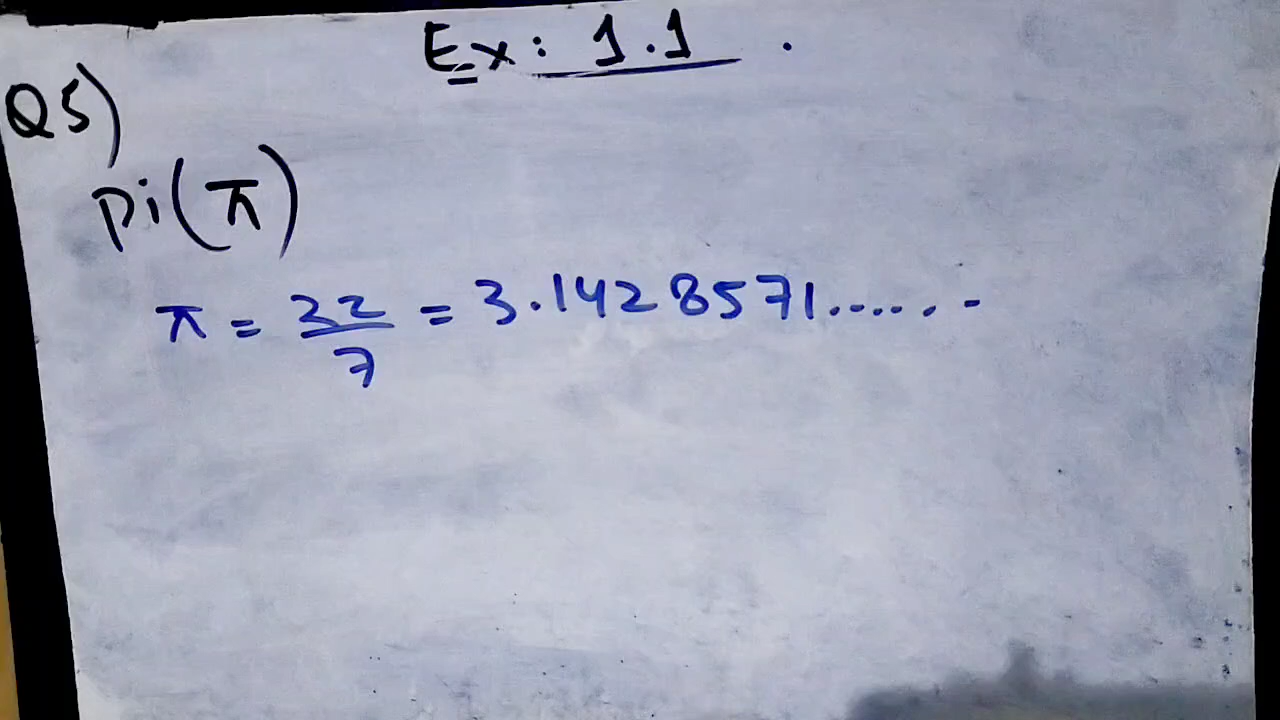 Ex: 1.1 .
Q5)
Pi(π)
π = 22/7 = 3.1428571.......